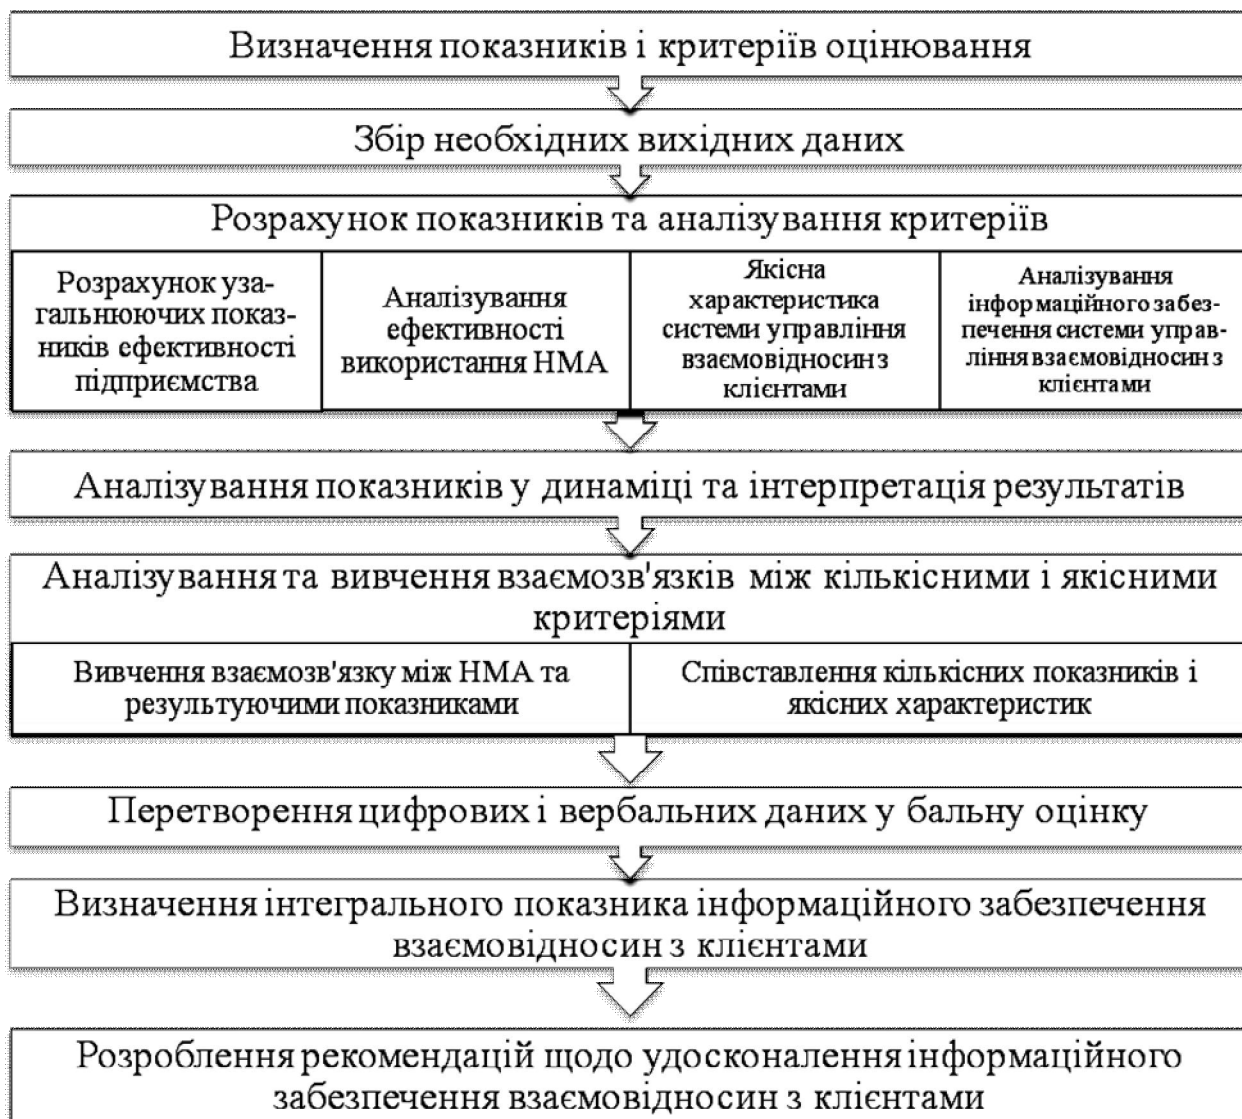 Визначення показників і критеріїв оцінювання
Збір необхідних вихідних даних
Розрахунок показників та аналізування критеріїв
Розрахунок уза-
гальнюючих показ-
ників ефективності
підприємства
Аналізування
ефективності
використання НМА
Якісна
характеристика
системи управління
взаємовідносин з
клієнтами
Аналізування
інформаційного забез-
печення системи управ-
ління взаємовідносин з
клієнтами
Аналізування показників у динаміці та інтерпретація результатів
Аналізування та вивчення взаємозв'язків між кількісними і якісними
критеріями
Вивчення взаємозв'язку між НМА та
результуючими показниками
Співставлення кількісних показників і
якісних характеристик
Перетворення цифрових і вербальних даних у бальну оцінку
Визначення інтегрального показника інформаційного забезпечення
взаємовідносин з клієнтами
Розроблення рекомендацій щодо удосконалення інформаційного
забезпечення взаємовідносин з клієнтами